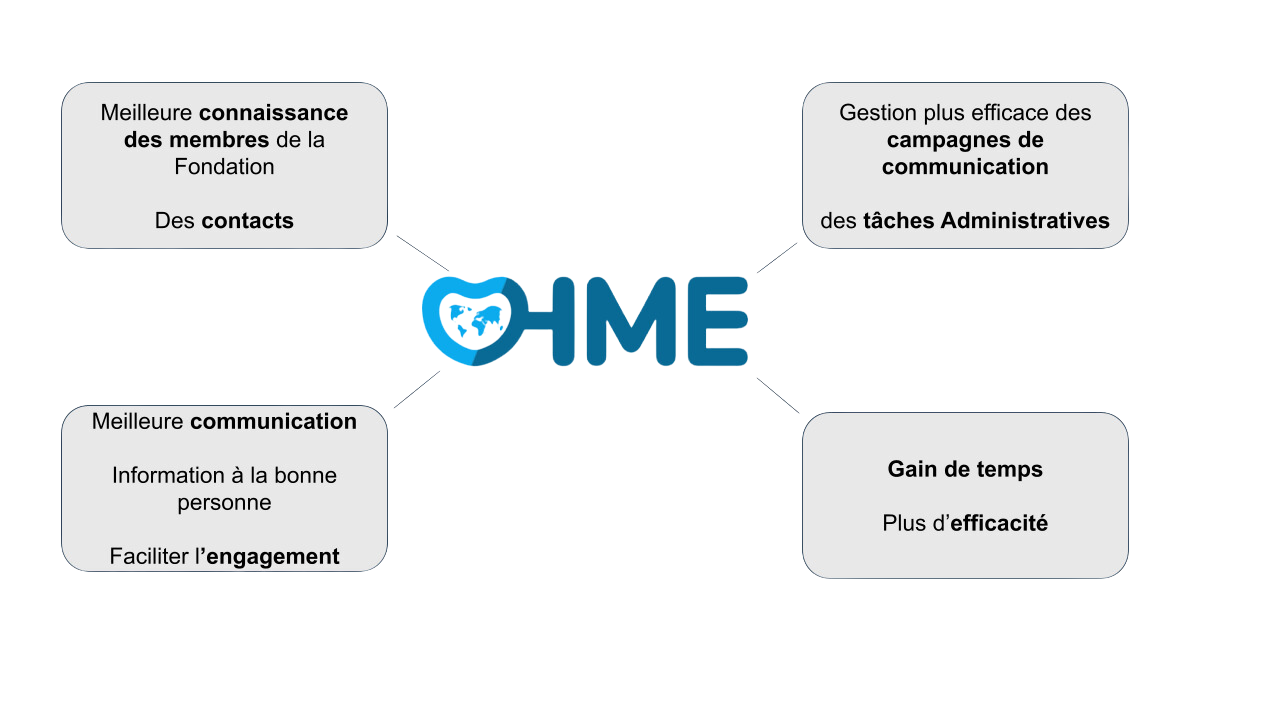 Meilleure connaissance
des membres de la
Fondation
Des contacts
Gestion plus efficace des
campagnes de
communication
des tâches Administratives
OHME
Meilleure communication
Information à la bonne
personne
Faciliter l’engagement
Gain de temps
Plus d’efficacité